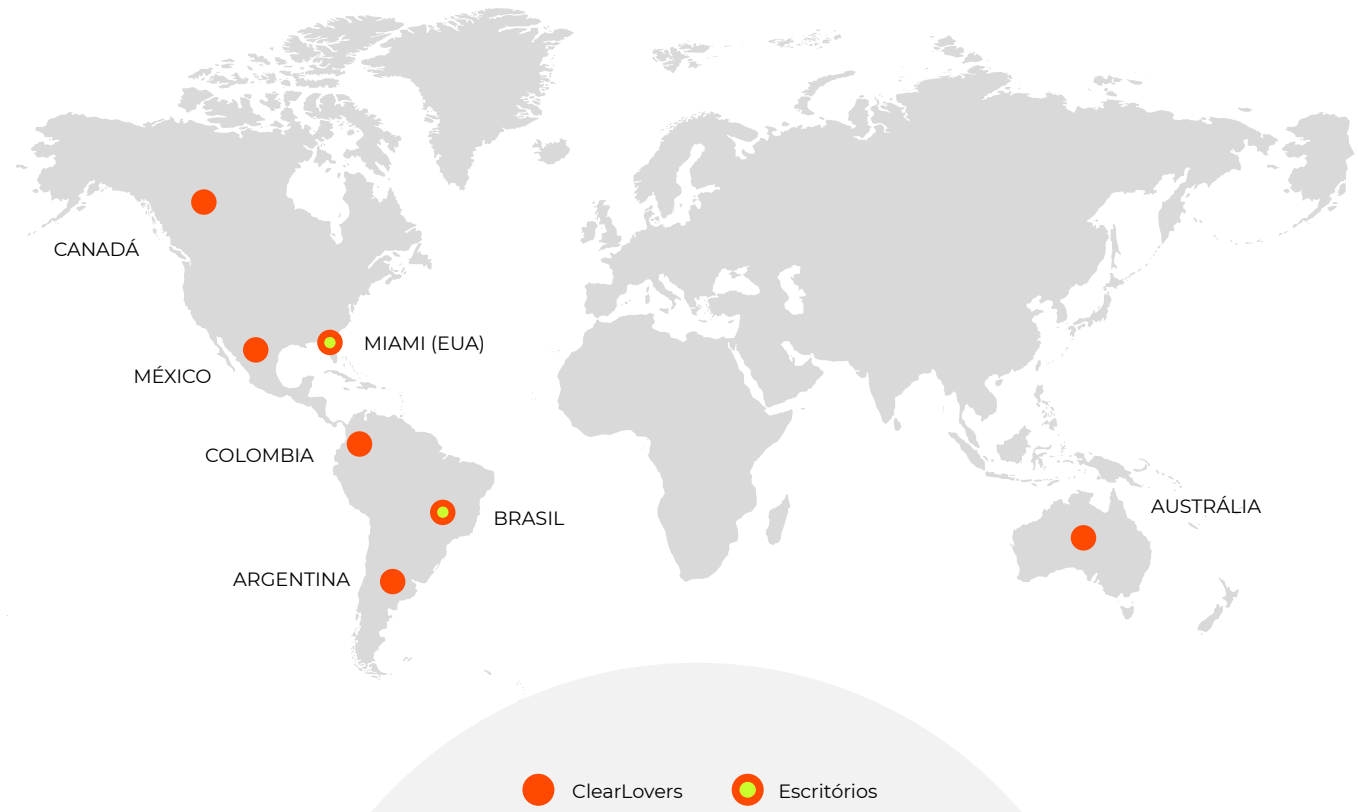 CANADÁ
MIAMI (EUA)
MÉXICO
COLOMBIA
AUSTRÁLIA
BRASIL
ARGENTINA
ClearLovers
Escritórios